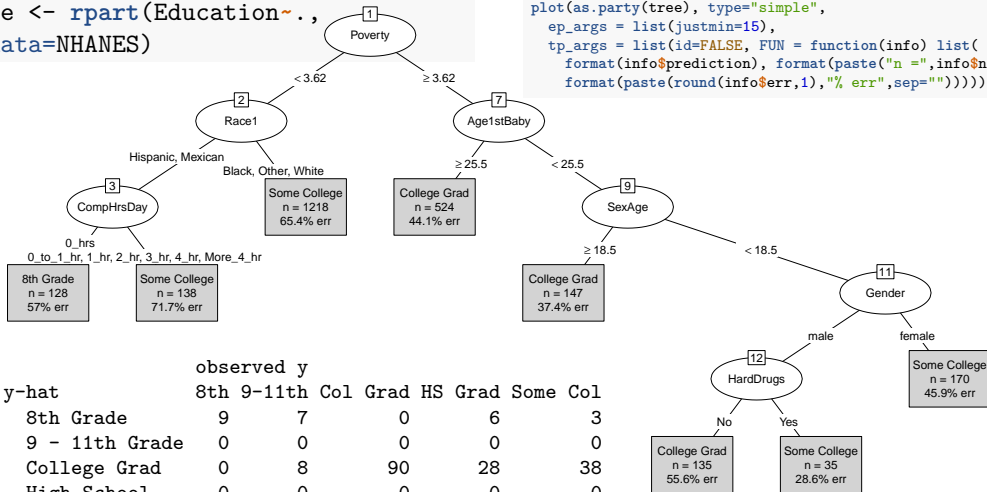 e <- rpart(Education~.,
ata=NHANES)
plot(as.party(tree), type="simple",
ep_args = list(justmin=15),
tp_args = list(id=FALSE, FUN = function(info) list(
format(info$prediction), format(paste("n =",info$n
format(paste(round(info$err,1),"% err",sep="")))))
1
Poverty
< 3.62
≥ 3.62
2
Race1
7
Age1stBaby
Hispanic, Mexican
Black, Other, White
≥ 25.5
< 25.5
3
CompHrsDay
Some College
n = 1218
65.4% err
College Grad
n = 524
44.1% err
9
SexAge
0_hrs
0_to_1_hr, 1_hr, 2_hr, 3_hr, 4_hr, More_4_hr
≥ 18.5
< 18.5
8th Grade
n = 128
57% err
Some College
n = 138
71.7% err
College Grad
n = 147
37.4% err
11
Gender
male
female
12
HardDrugs
Some College
n = 170
45.9% err
No
Yes
College Grad
n = 135
55.6% err
Some College
n = 35
28.6% err
observed y
y-hat 8th 9-11th Col Grad HS Grad Some Col
8th Grade 9 7 0 6 3
9 - 11th Grade 0 0 0 0 0
College Grad 0 8 90 28 38
High School 0 0 0 0 0